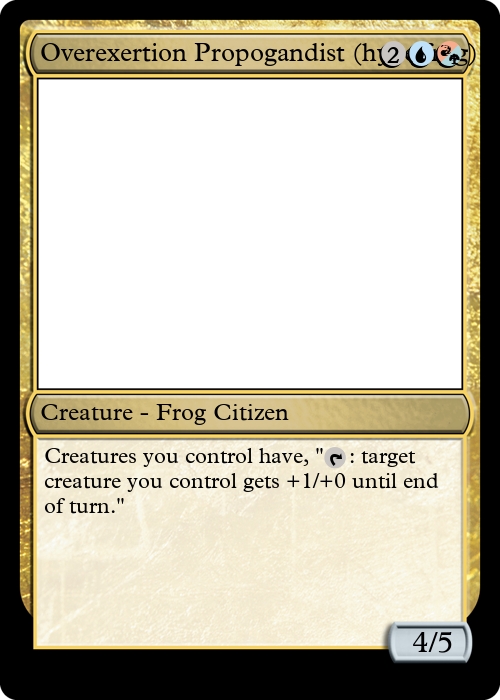 Overexertion Propogandist 2
Creature - Frog Citizen
Creatures you control have, " : target
creature you control gets +1/+0 until end
of turn."
4/5